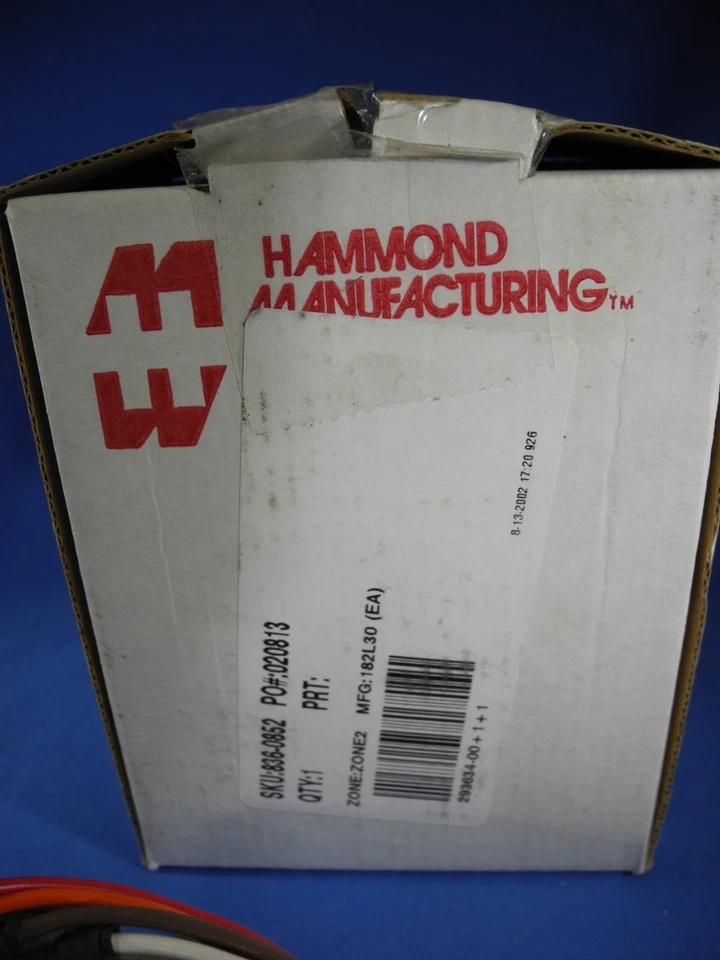 HAMMOND
MANUFACTURING™
8-13-2002 17:20 926
SKU:836-0852 PO#:020813
QTY:1 PRT:
ZONE:ZONE2 MFG:182L30 (EA)
293634-00+1+1